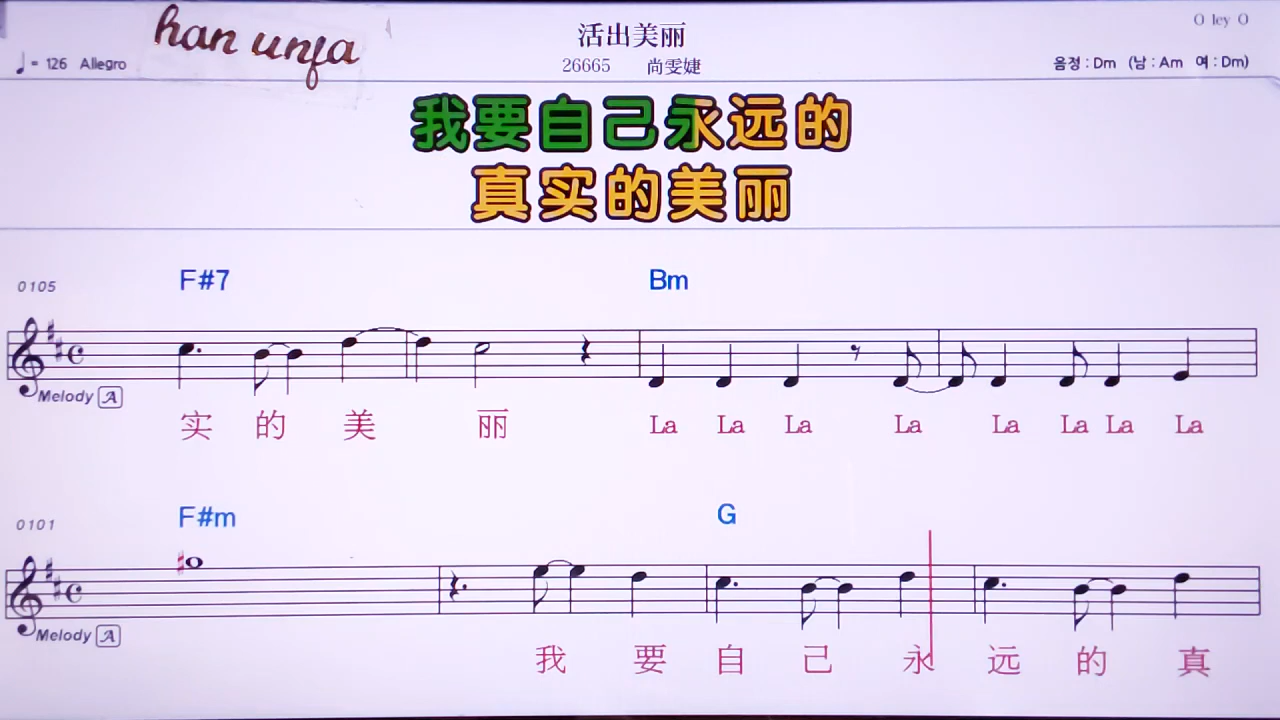 han unfa
活出美丽
O ley O
♩= 126 Allegro
26665 尚雯婕
음정 : Dm (남 : Am 여 : Dm)
我要自己永远的
真实的美丽
F#7 Bm
0105
Melody A
实 的 美 丽 La La La La La La La La
F#m G
0101
Melody A
我 要 自 己 永 远 的 真